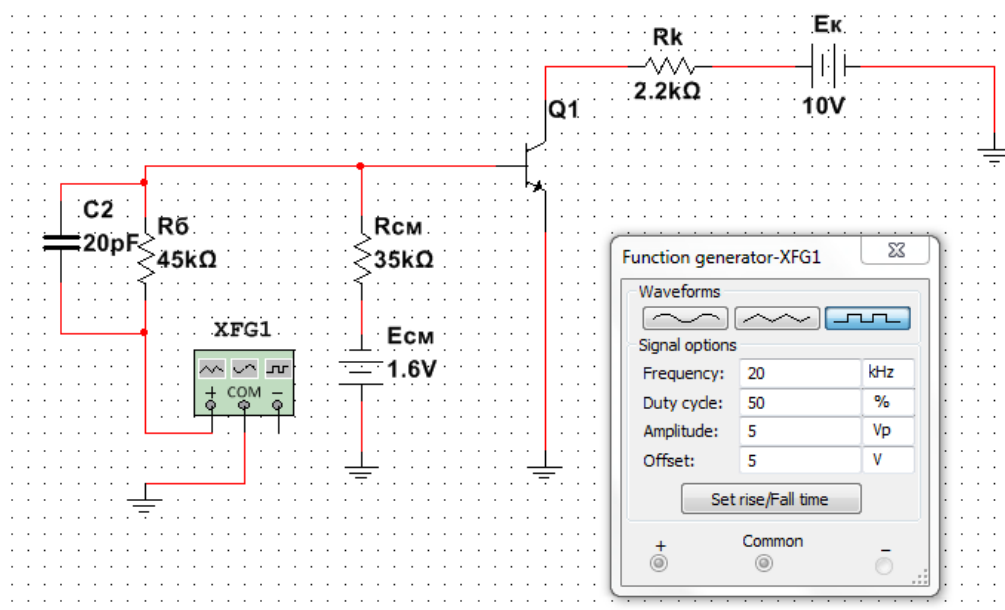 Eк
Rk
2.2kΩ
10V
Q1
C2
20pF
Rб
45kΩ
Rсм
35kΩ
XFG1
+ COM −
Eсм
1.6V
Function generator-XFG1
Waveforms
Signal options
Frequency: 20 kHz
Duty cycle: 50 %
Amplitude: 5 Vp
Offset: 5 V
Set rise/Fall time
+ Common −